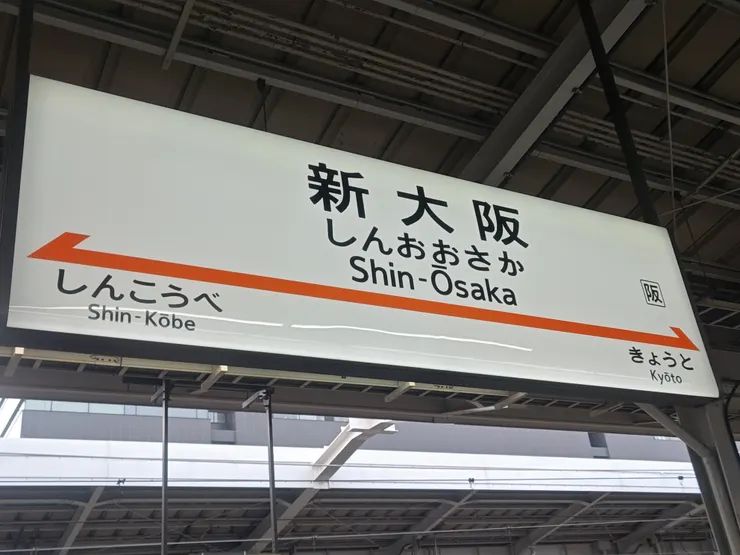 新大阪
しんおおさか
Shin-Ōsaka
阪
しんこうべ
Shin-Kōbe
きょうと
Kyōto